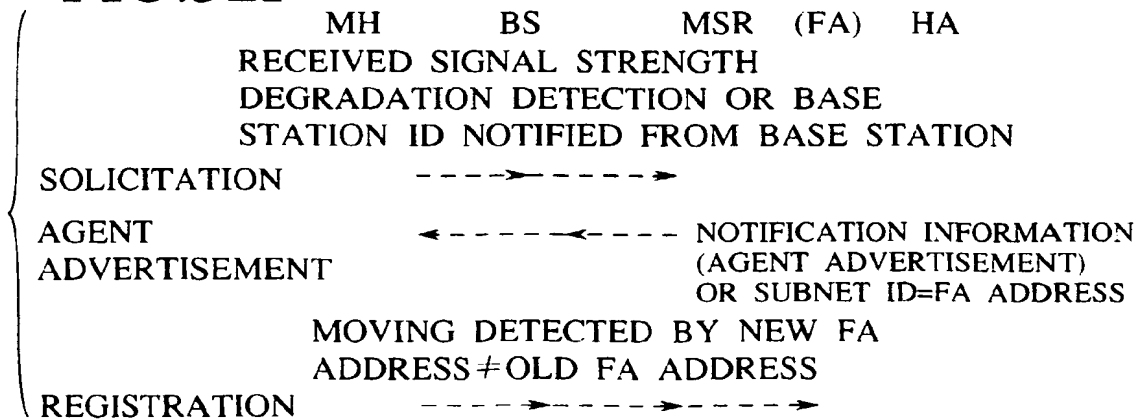 MH BS MSR (FA) HA
RECEIVED SIGNAL STRENGTH
DEGRADATION DETECTION OR BASE
STATION ID NOTIFIED FROM BASE STATION
SOLICITATION
AGENT
ADVERTISEMENT
NOTIFICATION INFORMATION
(AGENT ADVERTISEMENT)
OR SUBNET ID=FA ADDRESS
MOVING DETECTED BY NEW FA
ADDRESS≠OLD FA ADDRESS
REGISTRATION